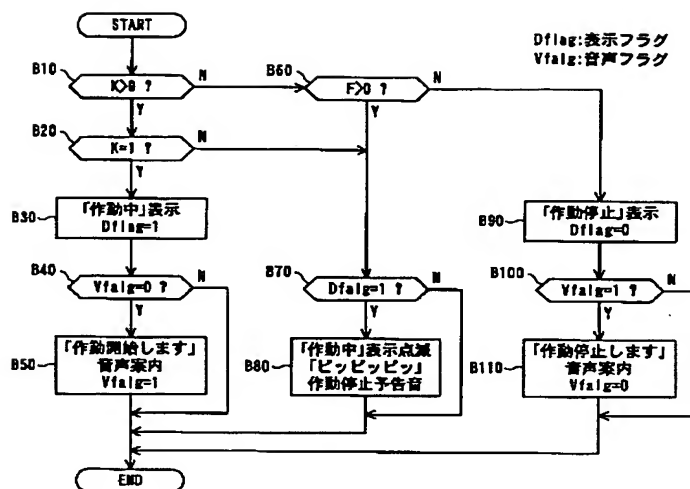 START
Dflag:表示フラグ
Vfalg:音声フラグ
B10
K>0 ?
N
Y
B60
F>0 ?
N
Y
B20
K=1 ?
N
Y
B30
「作動中」表示
Dflag=1
B90
「作動停止」表示
Dflag=0
B40
Vfalg=0 ?
N
Y
B70
Dfalg=1 ?
N
Y
B100
Vfalg=1 ?
N
Y
B50
「作動開始します」
音声案内
Vfalg=1
B80
「作動中」表示点滅
「ピッピッピッ」
作動停止予告音
B110
「作動停止します」
音声案内
Vfalg=0
END